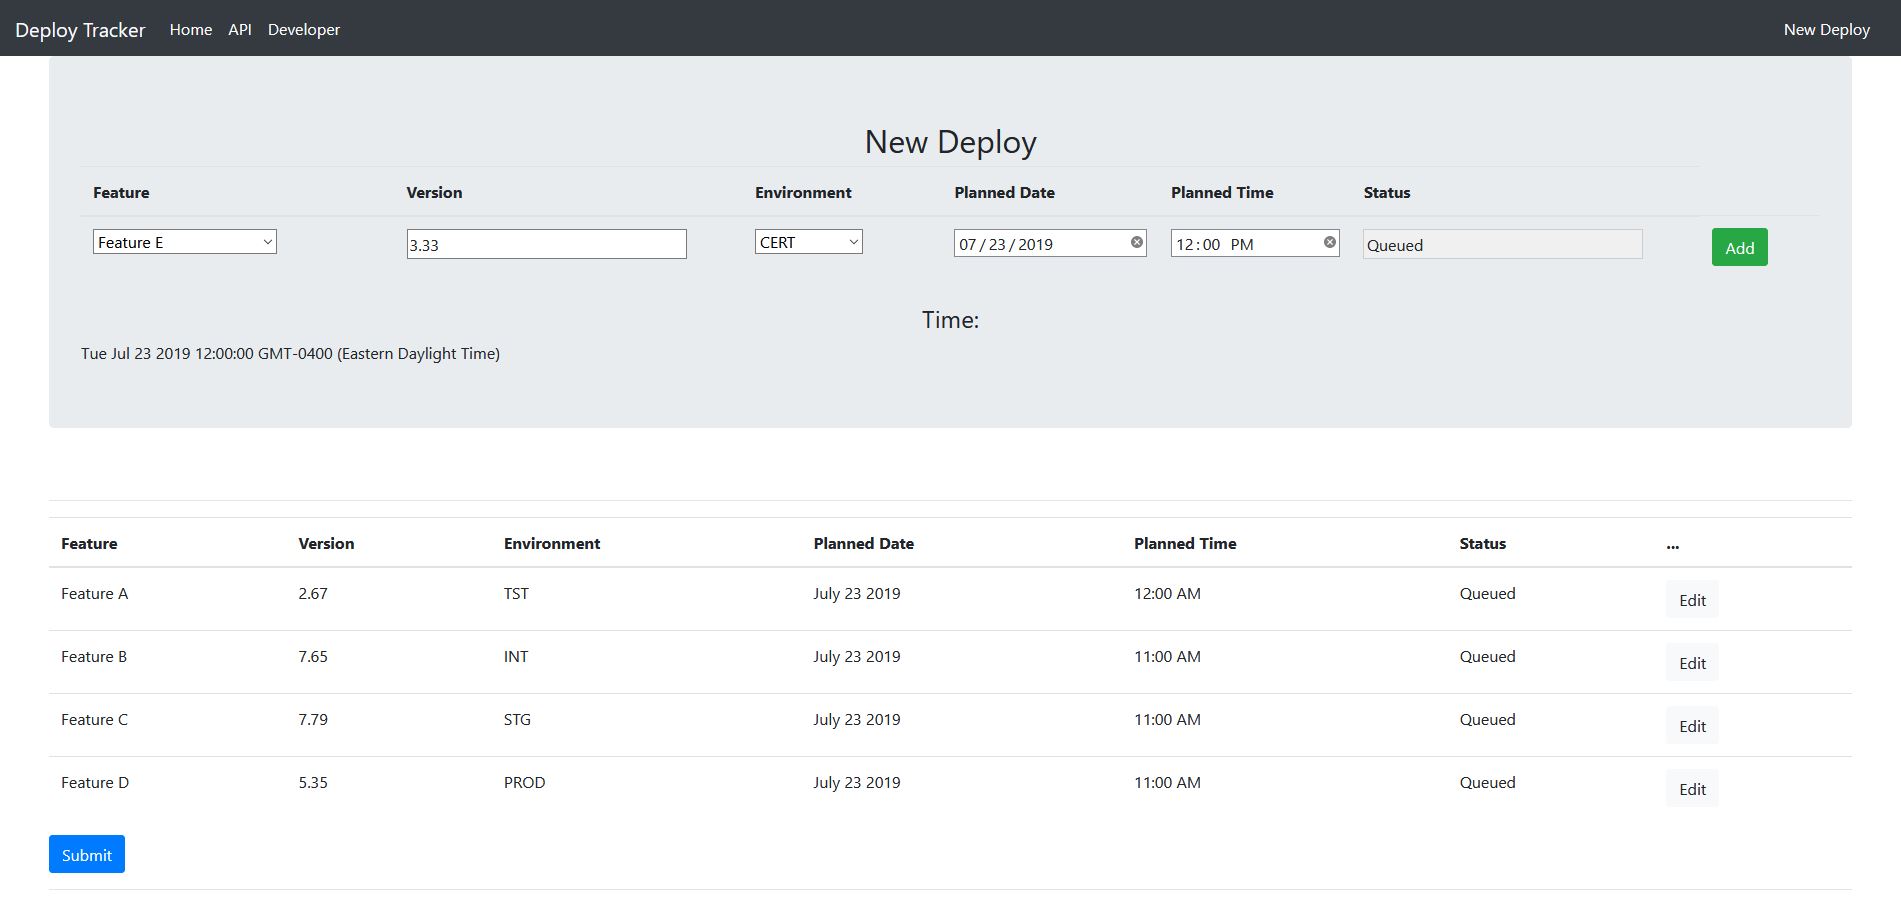 Deploy Tracker Home API Developer New Deploy
New Deploy
Feature Version Environment Planned Date Planned Time Status
Feature E 3.33 CERT 07/23/2019 12:00 PM Queued Add
Time:
Tue Jul 23 2019 12:00:00 GMT-0400 (Eastern Daylight Time)
Feature Version Environment Planned Date Planned Time Status ...
Feature A 2.67 TST July 23 2019 12:00 AM Queued Edit
Feature B 7.65 INT July 23 2019 11:00 AM Queued Edit
Feature C 7.79 STG July 23 2019 11:00 AM Queued Edit
Feature D 5.35 PROD July 23 2019 11:00 AM Queued Edit
Submit